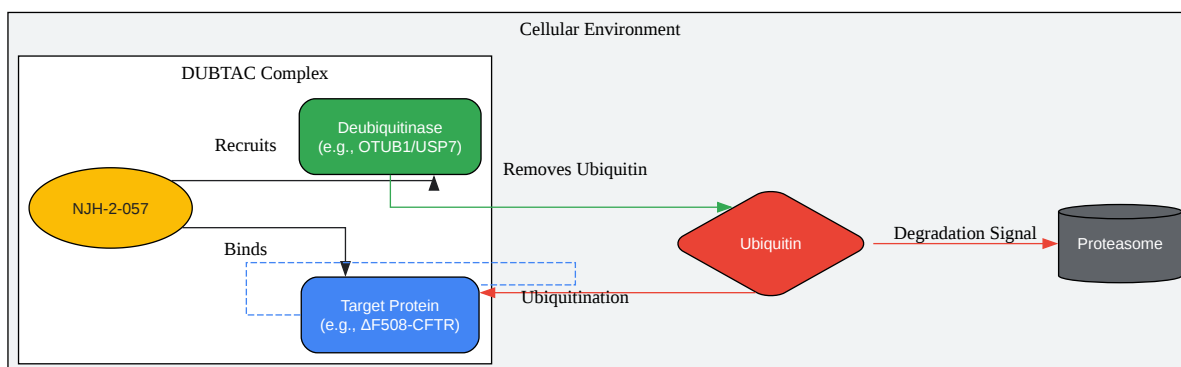 Cellular Environment
DUBTAC Complex
Deubiquitinase
(e.g., OTUB1/USP7)
Recruits
Removes Ubiquitin
NJH-2-057
Binds
Ubiquitin
Degradation Signal
Proteasome
Ubiquitination
Target Protein
(e.g., ΔF508-CFTR)